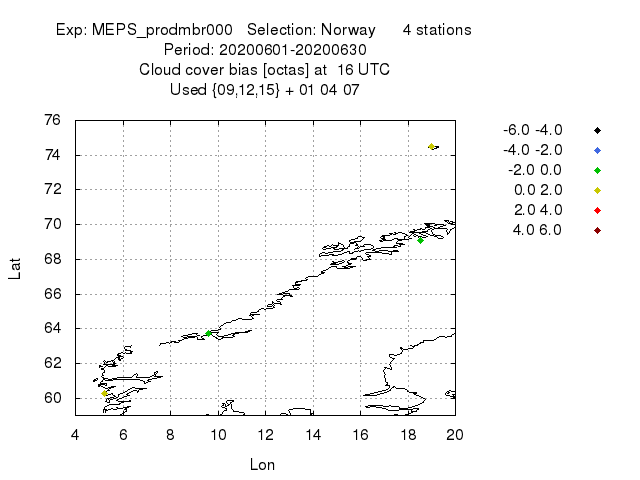 Exp: MEPS_prodmbr000 Selection: Norway 4 stations
Period: 20200601-20200630
Cloud cover bias [octas] at 16 UTC
Used {09,12,15} + 01 04 07
76
74
72
70
68
66
64
62
60
4 6 8 10 12 14 16 18 20
Lat
Lon
-6.0 -4.0
-4.0 -2.0
-2.0 0.0
0.0 2.0
2.0 4.0
4.0 6.0